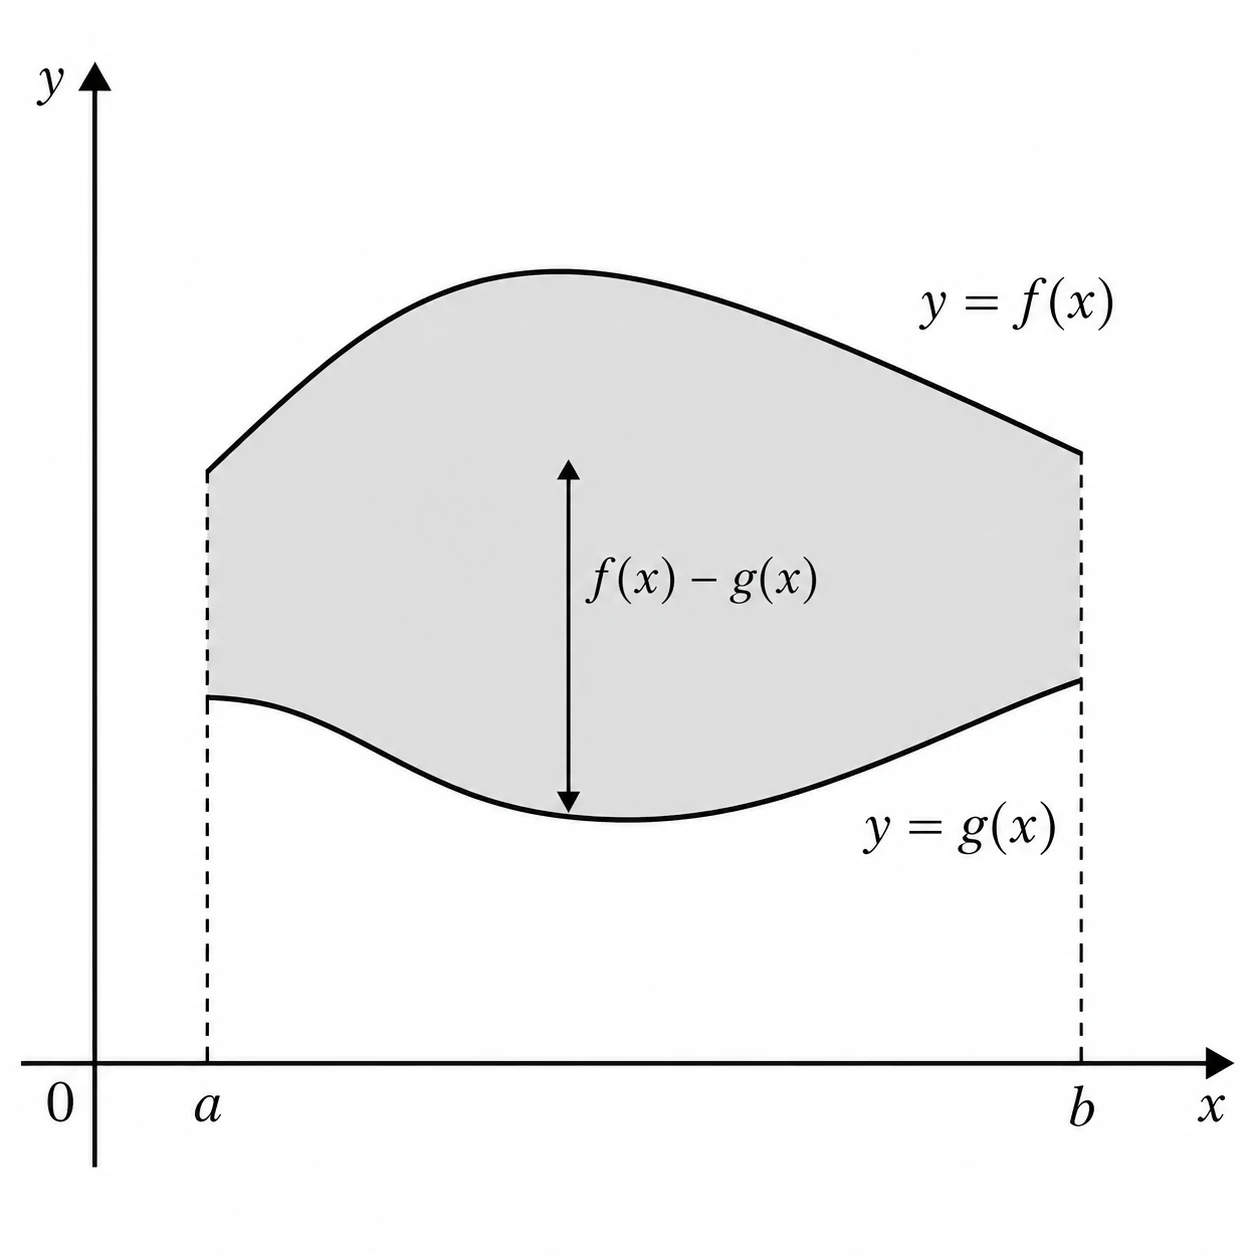 y
y = f(x)
f(x) − g(x)
y = g(x)
0
a
b
x